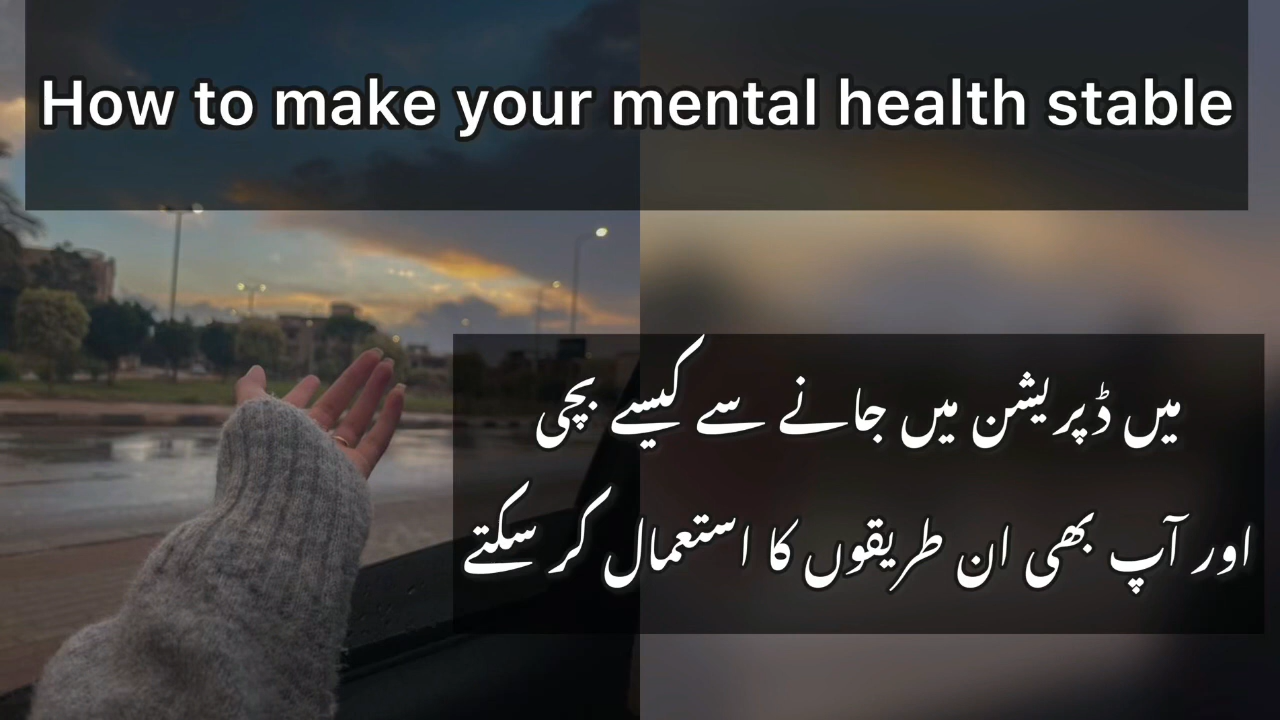 How to make your mental health stable
میں ڈپریشن میں جانے سے کیسے بچی
اور آپ بھی ان طریقوں کا استعمال کر سکتے